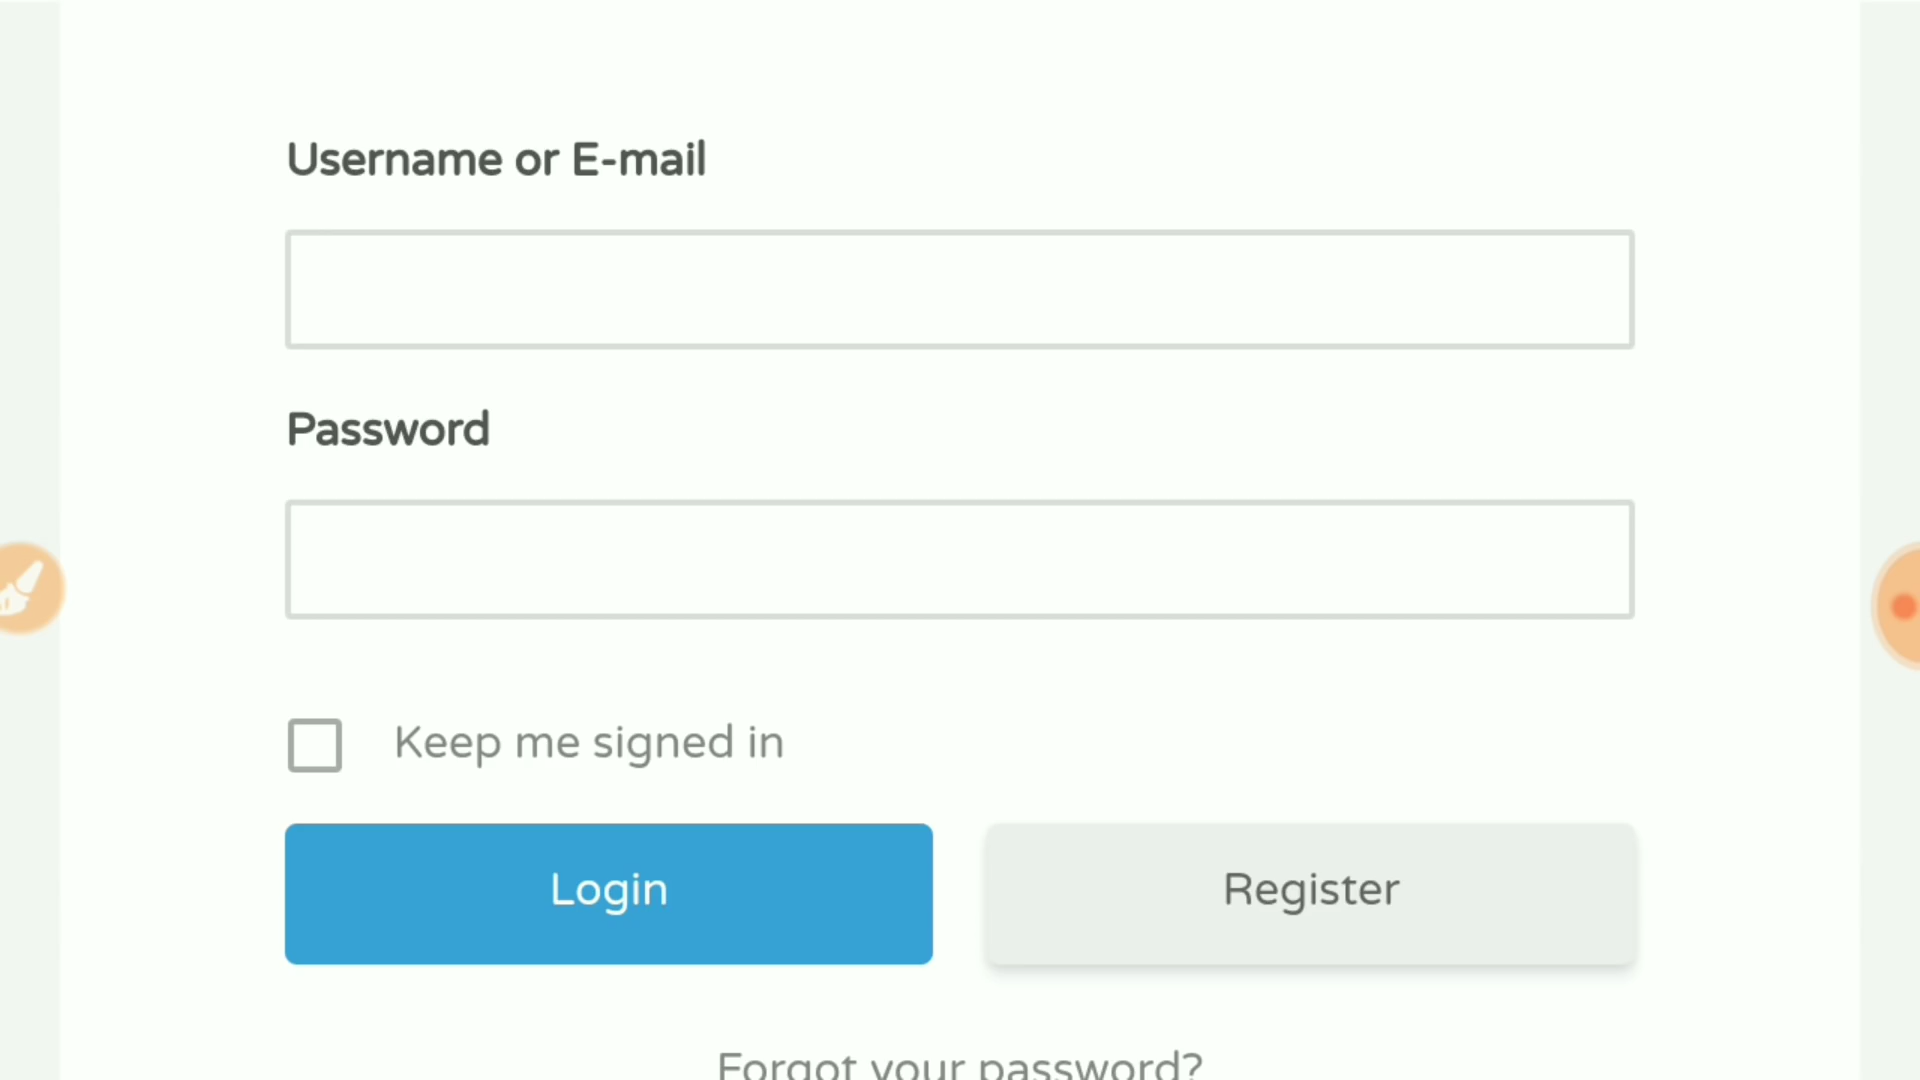 Username or E-mail
Password
Keep me signed in
Login
Register
Forgot your password?